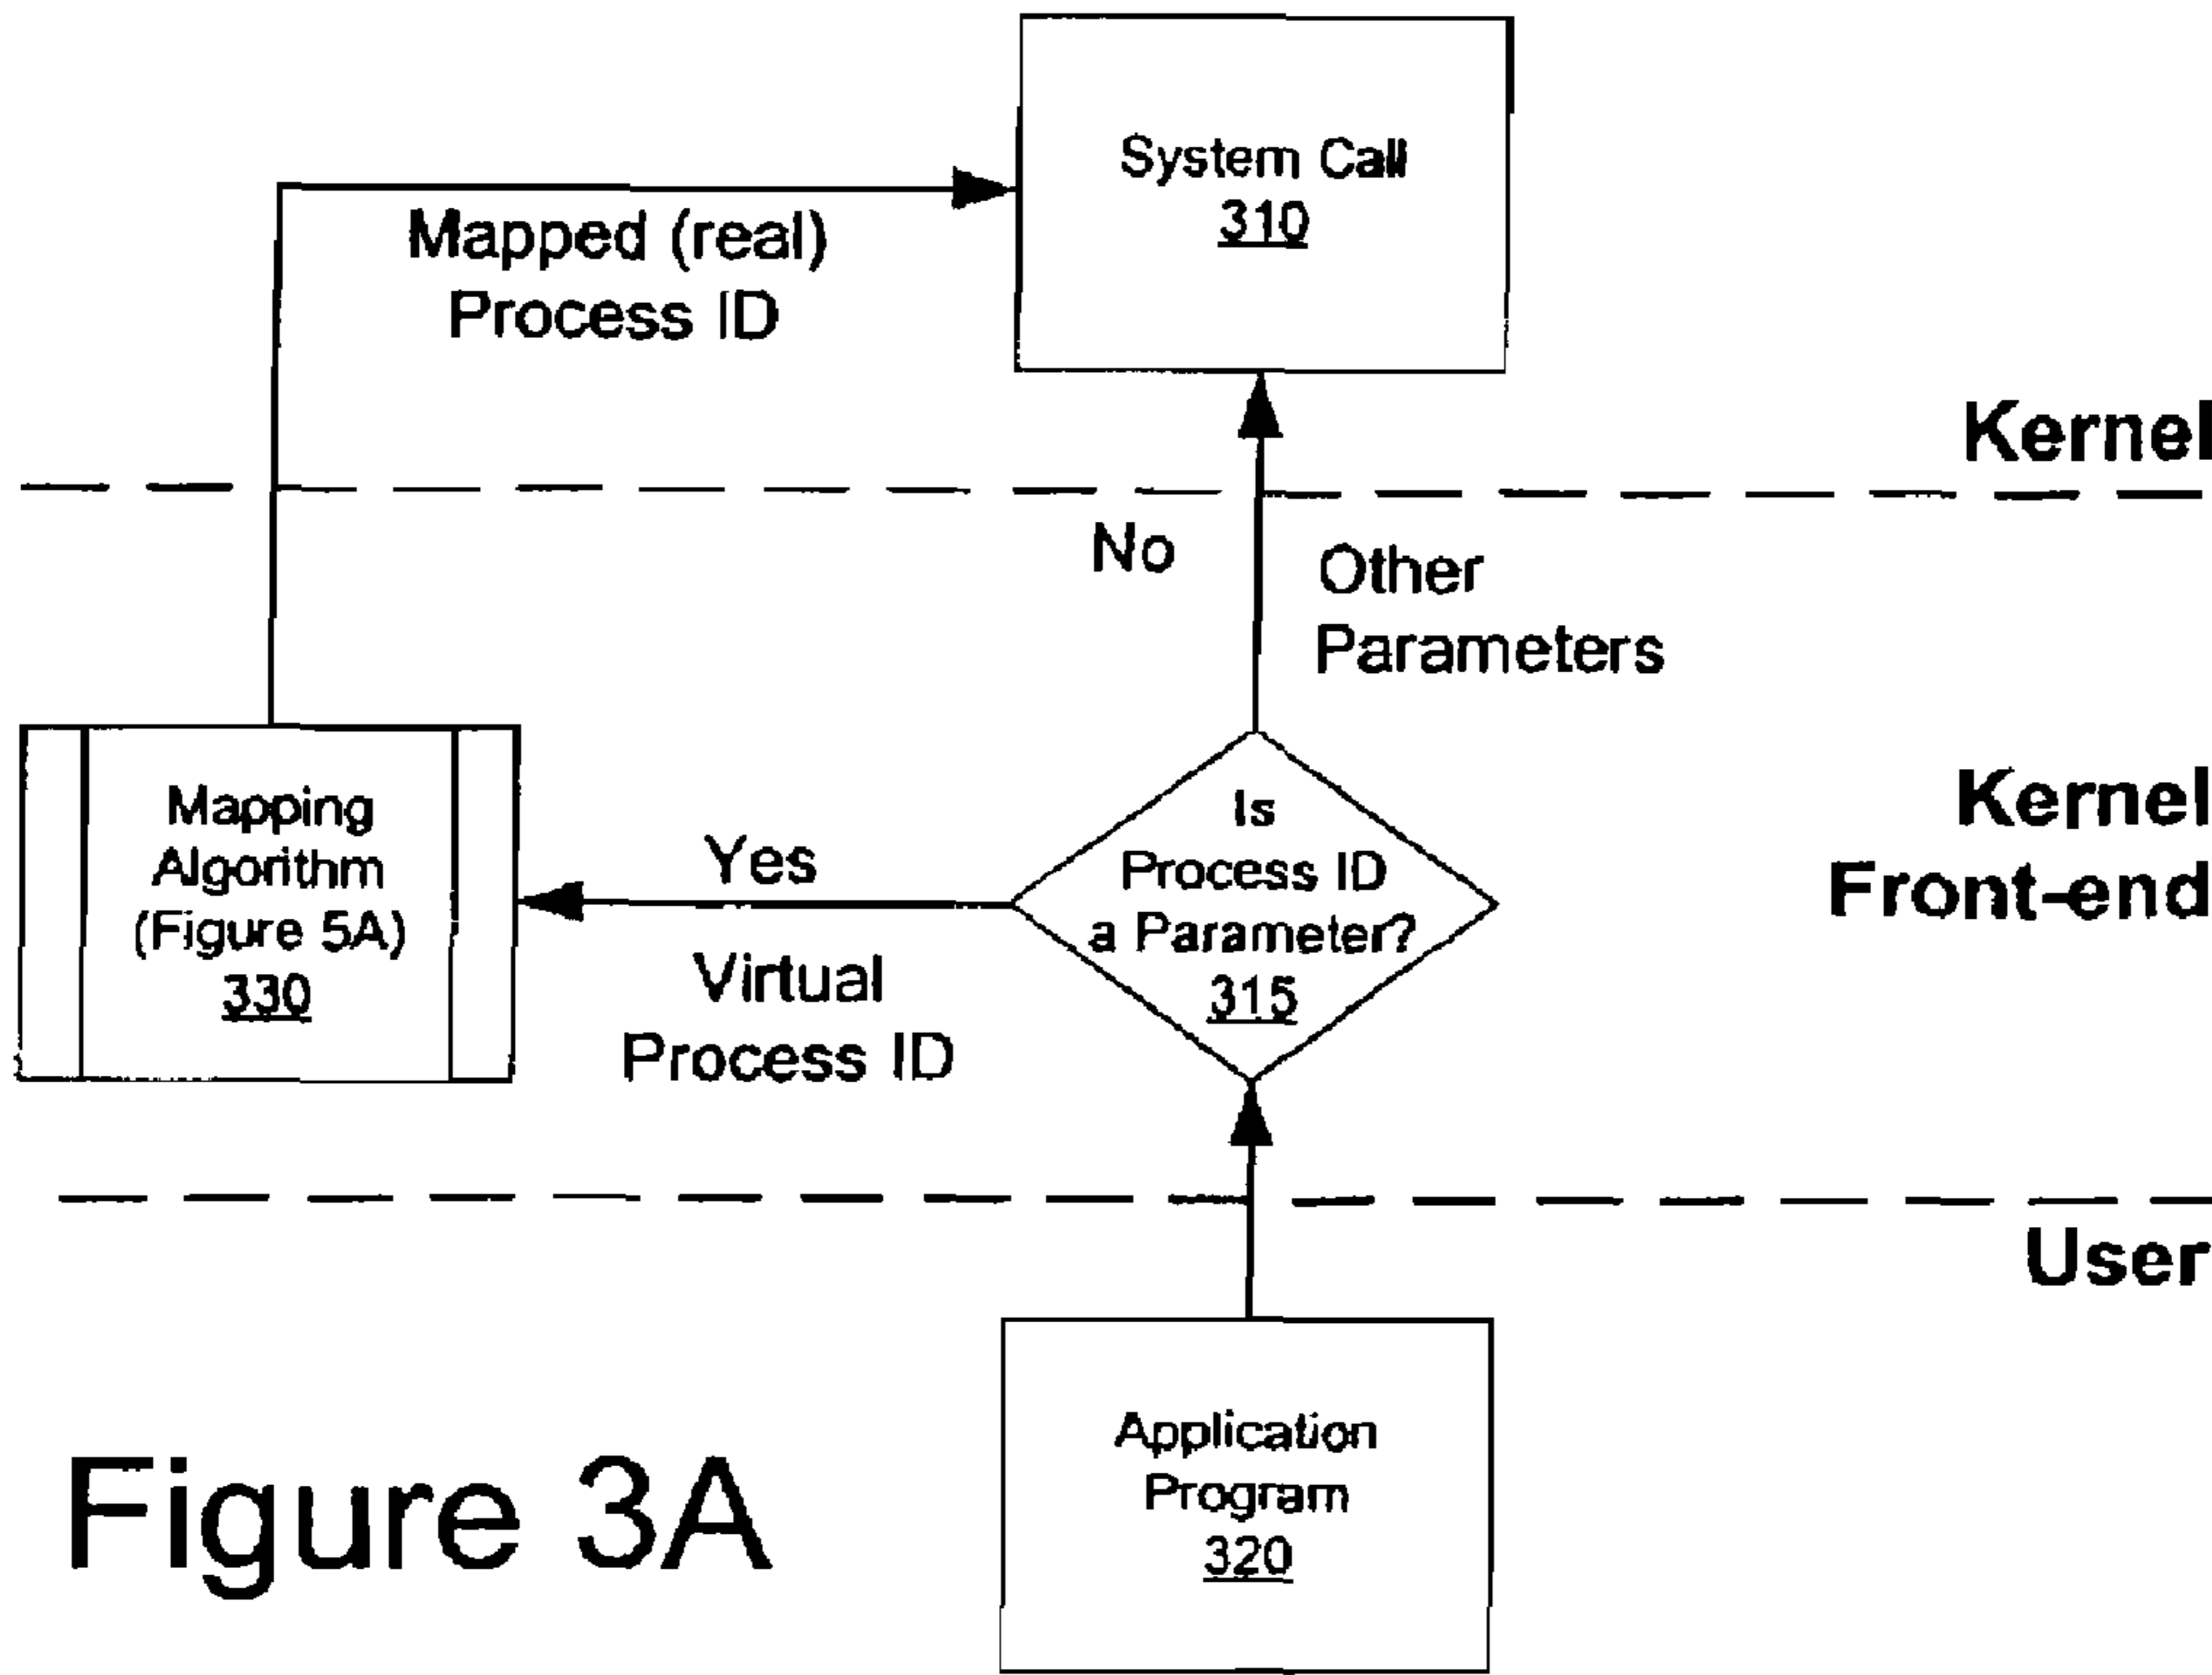 System Call
310
Mapped (real)
Process ID
Kernel
No
Other
Parameters
Mapping
Algorithm
(Figure 5A)
330
Yes
Virtual
Process ID
Is
Process ID
a Parameter?
315
Kernel
Front-end
User
Application
Program
320
Figure 3A